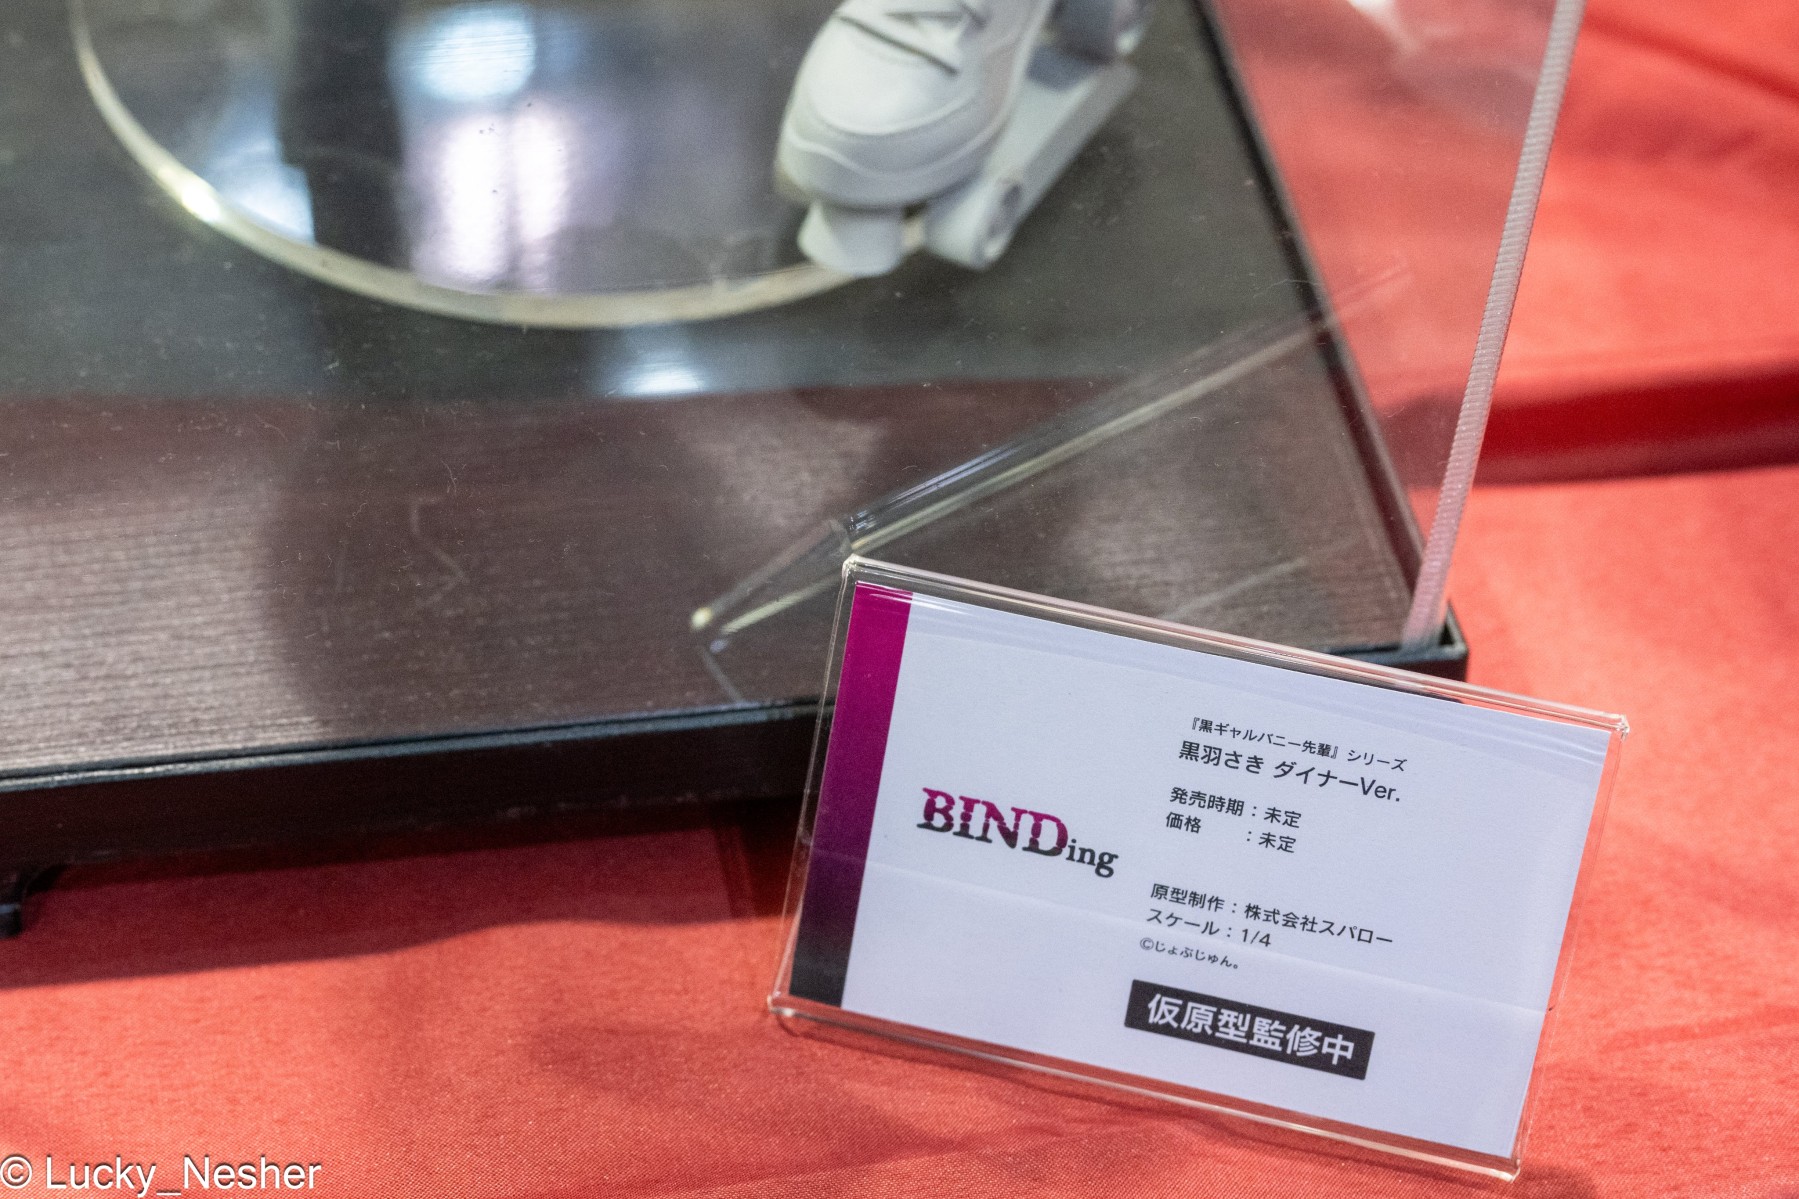 BINDing
『黒ギャルバニー先輩』シリーズ
黒羽さき ダイナーVer.
発売時期：未定
価格　　：未定
原型制作：株式会社スパロー
スケール：1/4
©じょぶじゅん。
仮原型監修中
© Lucky_Nesher